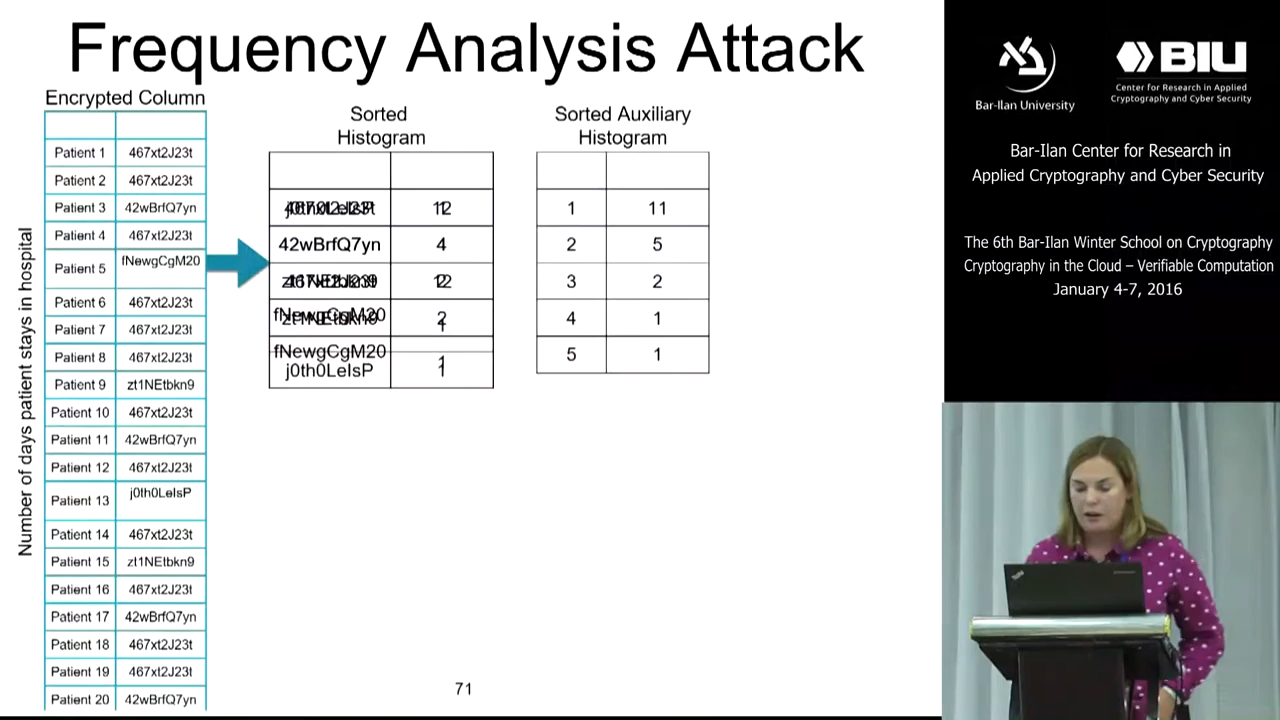 Frequency Analysis Attack
Encrypted Column
Number of days patient stays in hospital
Patient 1 467xt2J23t
Patient 2 467xt2J23t
Patient 3 42wBrfQ7yn
Patient 4 467xt2J23t
Patient 5 fNewgCgM20
Patient 6 467xt2J23t
Patient 7 467xt2J23t
Patient 8 467xt2J23t
Patient 9 zt1NEtbkn9
Patient 10 467xt2J23t
Patient 11 42wBrfQ7yn
Patient 12 467xt2J23t
Patient 13 j0th0LeIsP
Patient 14 467xt2J23t
Patient 15 zt1NEtbkn9
Patient 16 467xt2J23t
Patient 17 42wBrfQ7yn
Patient 18 467xt2J23t
Patient 19 467xt2J23t
Patient 20 42wBrfQ7yn
Sorted
Histogram
42wBrfQ7yn 4
fNewgCgM20
fNewgCgM20 1
j0th0LeIsP 1
Sorted Auxiliary
Histogram
1 11
2 5
3 2
4 1
5 1
71
Bar-Ilan University
BIU
Center for Research in Applied
Cryptography and Cyber Security
Bar-Ilan Center for Research in
Applied Cryptography and Cyber Security
The 6th Bar-Ilan Winter School on Cryptography
Cryptography in the Cloud – Verifiable Computation
January 4-7, 2016
ThinkPad